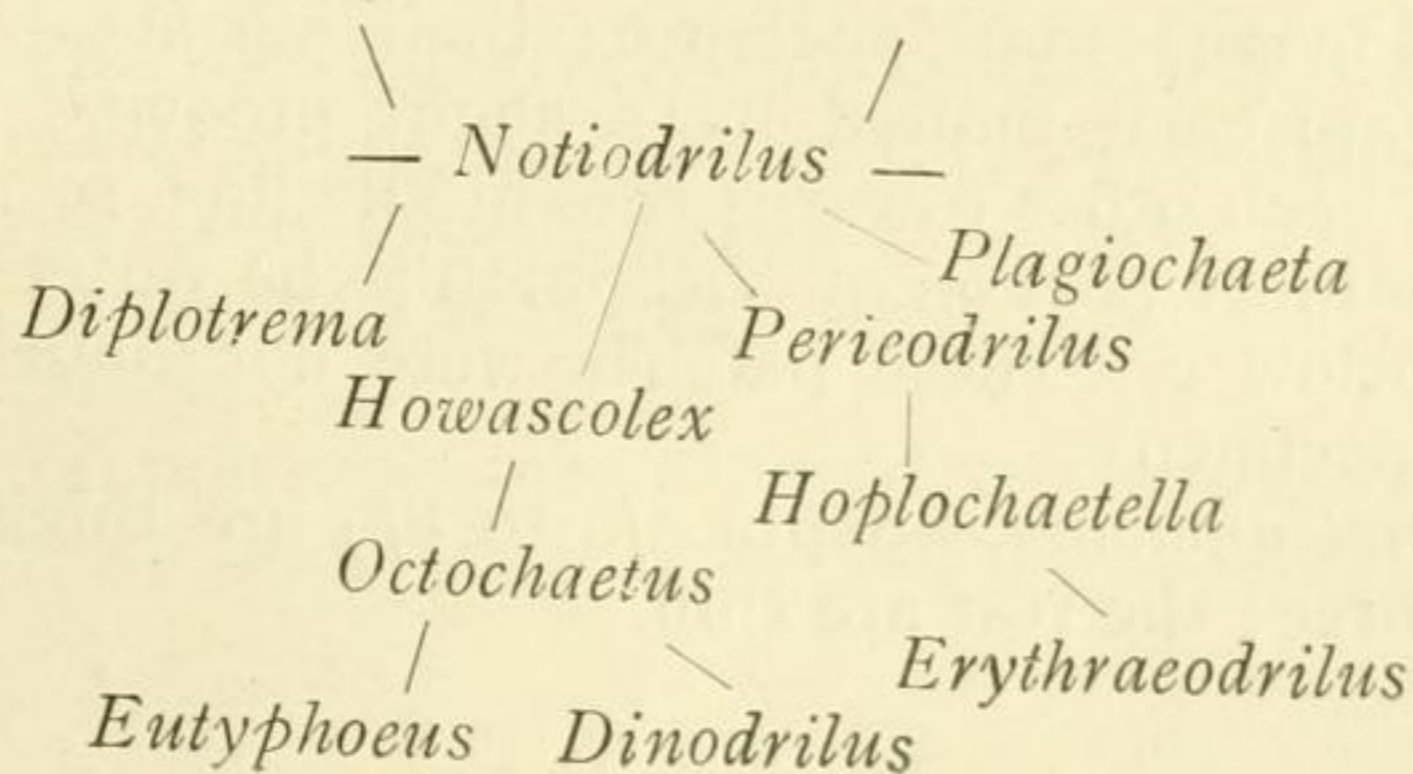 Notiodrilus
Plagiochaeta
Diplotrema
Pericodrilus
Howascolex
Hoplochaetella
Octochaetus
Erythraeodrilus
Eutyphoeus Dinodrilus